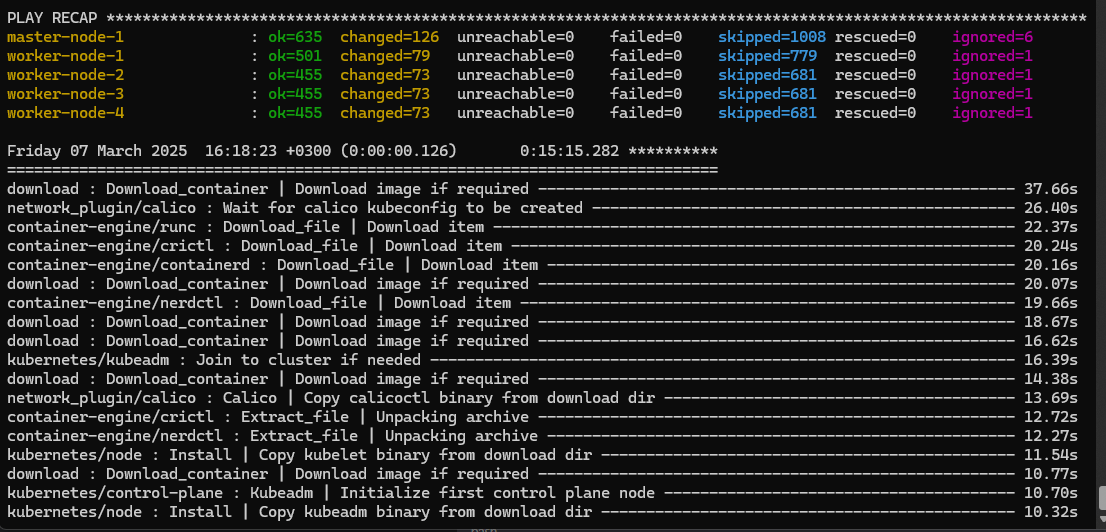 PLAY RECAP *************************************************************************************************************
master-node-1              : ok=635  changed=126  unreachable=0    failed=0    skipped=1008 rescued=0    ignored=6
worker-node-1              : ok=501  changed=79   unreachable=0    failed=0    skipped=779  rescued=0    ignored=1
worker-node-2              : ok=455  changed=73   unreachable=0    failed=0    skipped=681  rescued=0    ignored=1
worker-node-3              : ok=455  changed=73   unreachable=0    failed=0    skipped=681  rescued=0    ignored=1
worker-node-4              : ok=455  changed=73   unreachable=0    failed=0    skipped=681  rescued=0    ignored=1
Friday 07 March 2025  16:18:23 +0300 (0:00:00.126)       0:15:15.282 **********
===============================================================================
download : Download_container | Download image if required ----------------------------------------------------- 37.66s
network_plugin/calico : Wait for calico kubeconfig to be created ----------------------------------------------- 26.40s
container-engine/runc : Download_file | Download item ---------------------------------------------------------- 22.37s
container-engine/crictl : Download_file | Download item -------------------------------------------------------- 20.24s
container-engine/containerd : Download_file | Download item ---------------------------------------------------- 20.16s
download : Download_container | Download image if required ----------------------------------------------------- 20.07s
container-engine/nerdctl : Download_file | Download item ------------------------------------------------------- 19.66s
download : Download_container | Download image if required ----------------------------------------------------- 18.67s
download : Download_container | Download image if required ----------------------------------------------------- 16.62s
kubernetes/kubeadm : Join to cluster if needed ----------------------------------------------------------------- 16.39s
download : Download_container | Download image if required ----------------------------------------------------- 14.38s
network_plugin/calico : Calico | Copy calicoctl binary from download dir --------------------------------------- 13.69s
container-engine/crictl : Extract_file | Unpacking archive ----------------------------------------------------- 12.72s
container-engine/nerdctl : Extract_file | Unpacking archive ---------------------------------------------------- 12.27s
kubernetes/node : Install | Copy kubelet binary from download dir ---------------------------------------------- 11.54s
download : Download_container | Download image if required ----------------------------------------------------- 10.77s
kubernetes/control-plane : Kubeadm | Initialize first control plane node --------------------------------------- 10.70s
kubernetes/node : Install | Copy kubeadm binary from download dir ---------------------------------------------- 10.32s